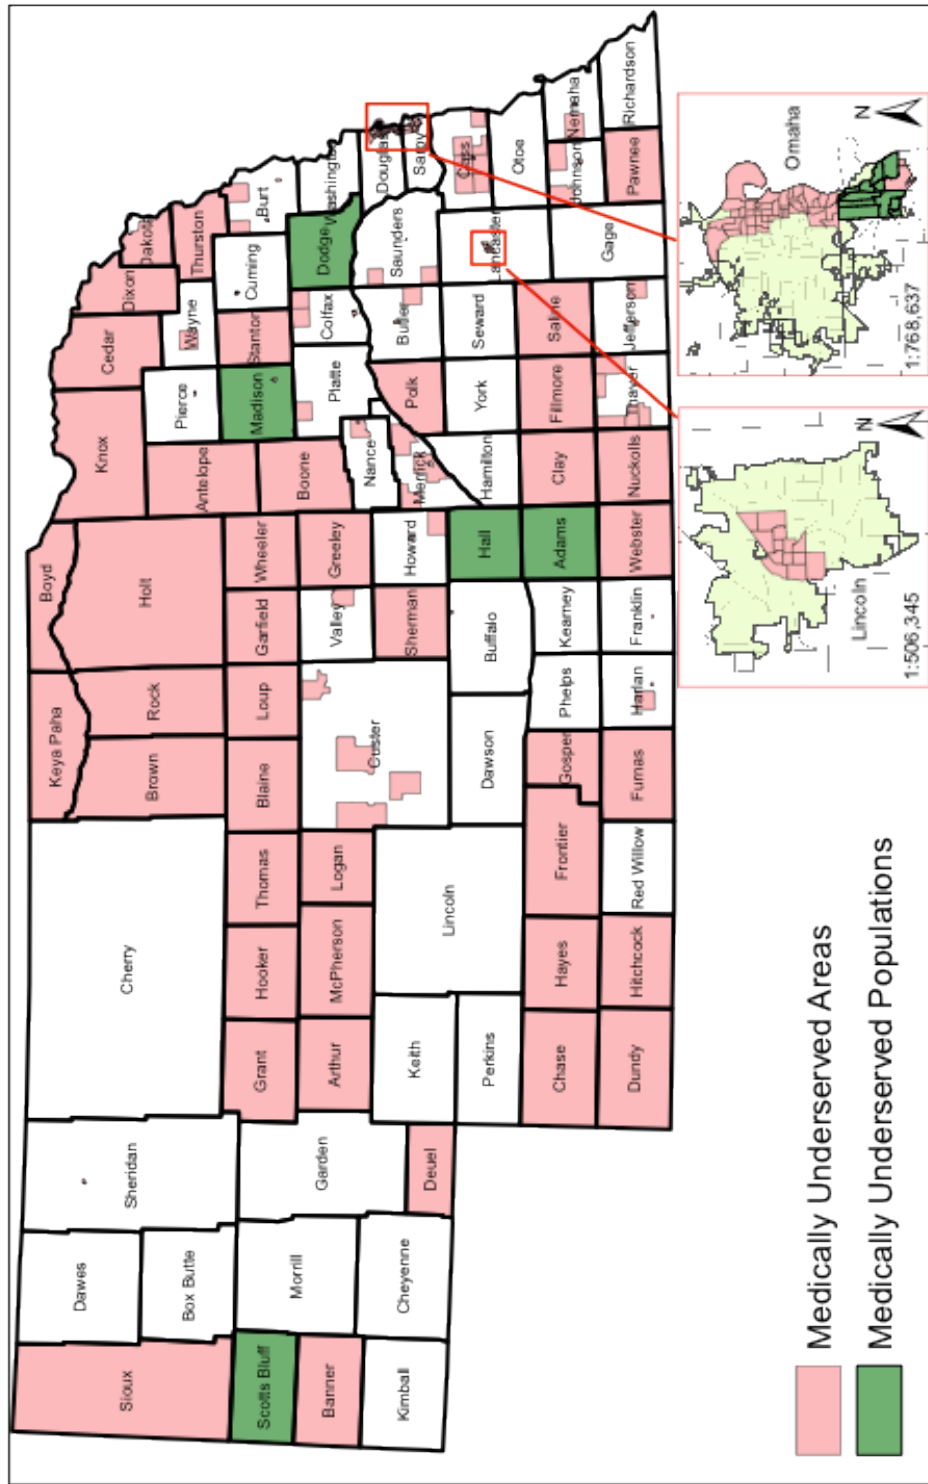 Sioux
Dawes
Sheridan
Cherry
Keya Paha
Boyd
Knox
Cedar
Dixon
Dakota
Box Butte
Brown
Rock
Holt
Antelope
Pierce
Wayne
Thurston
Scotts Bluff
Banner
Kimball
Morrill
Cheyenne
Garden
Deuel
Grant
Hooker
Thomas
Blaine
Loup
Garfield
Wheeler
Boone
Madison
Stanton
Cuming
Burt
Arthur
McPherson
Logan
Custer
Valley
Greeley
Nance
Platte
Colfax
Dodge
Washington
Keith
Lincoln
Sherman
Howard
Merrick
Polk
Butler
Saunders
Douglas
Sarpy
Perkins
Dawson
Buffalo
Hall
Hamilton
York
Seward
Lancaster
Cass
Otoe
Chase
Hayes
Frontier
Gosper
Phelps
Kearney
Adams
Clay
Fillmore
Saline
Gage
Johnson
Nemaha
Dundy
Hitchcock
Red Willow
Furnas
Harlan
Franklin
Webster
Nuckolls
Thayer
Jefferson
Pawnee
Richardson
Medically Underserved Areas
Medically Underserved Populations
Lincoln
N
1:506,345
Omaha
N
1:768,637